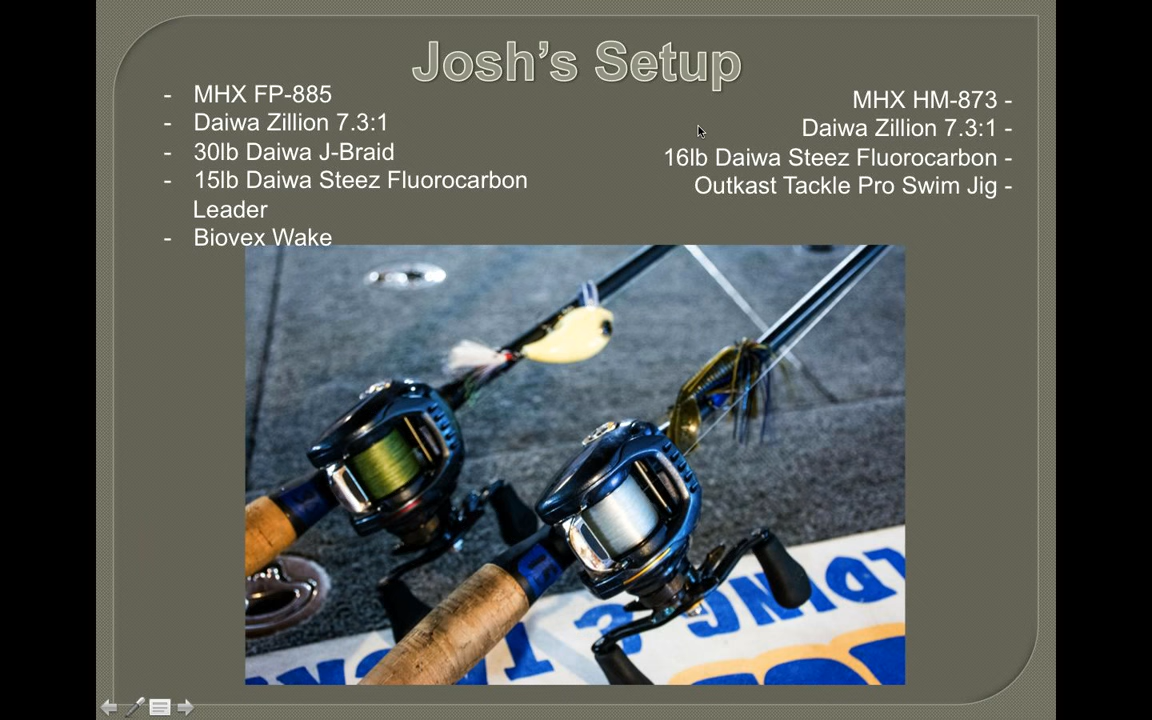 Josh's Setup
- MHX FP-885
- Daiwa Zillion 7.3:1
- 30lb Daiwa J-Braid
- 15lb Daiwa Steez Fluorocarbon
Leader
- Biovex Wake
MHX HM-873 -
Daiwa Zillion 7.3:1 -
16lb Daiwa Steez Fluorocarbon -
Outkast Tackle Pro Swim Jig -